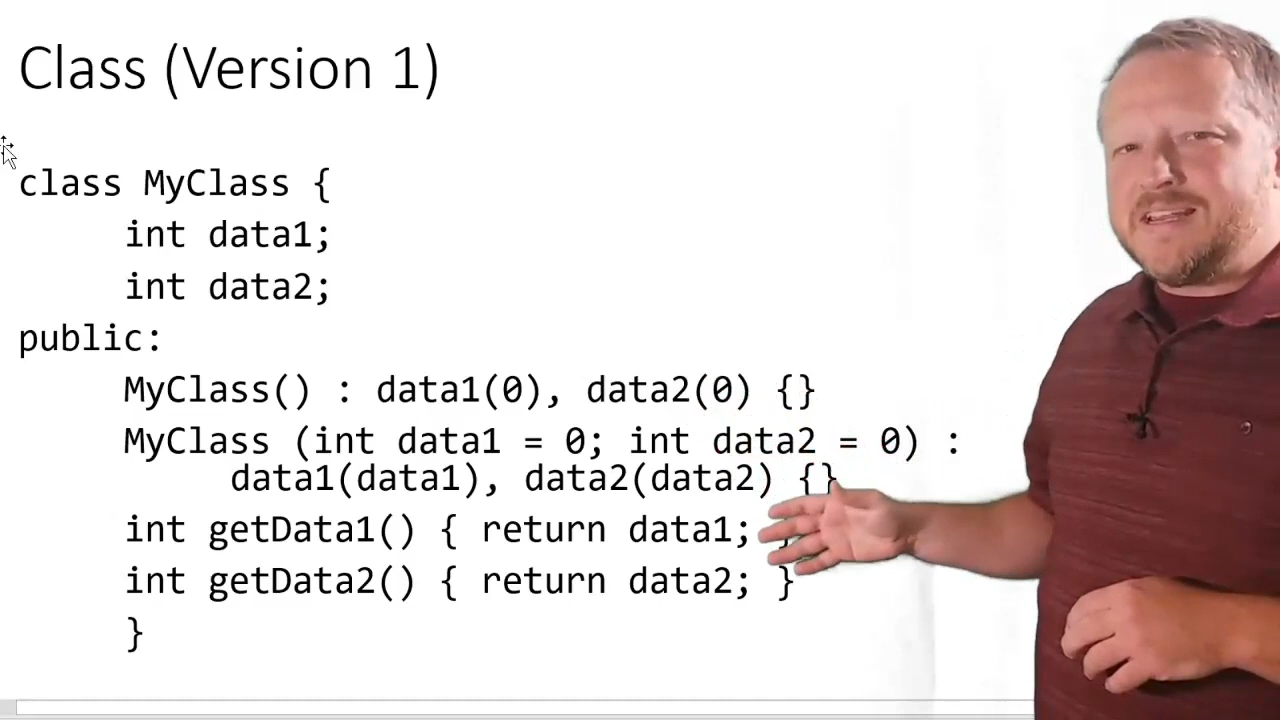 Class (Version 1)
class MyClass {
int data1;
int data2;
public:
MyClass() : data1(0), data2(0) {}
MyClass (int data1 = 0; int data2 = 0) :
data1(data1), data2(data2) {}
int getData1() { return data1; }
int getData2() { return data2; }
}